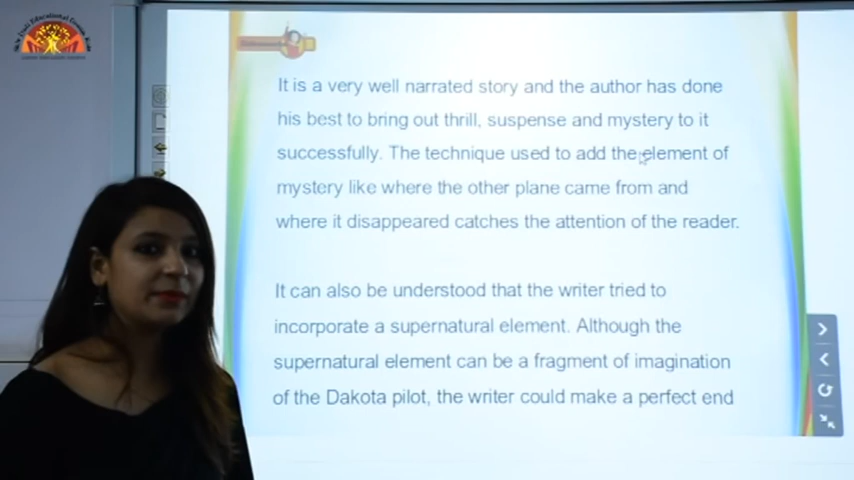 It is a very well narrated story and the author has done
his best to bring out thrill, suspense and mystery to it
successfully. The technique used to add the element of
mystery like where the other plane came from and
where it disappeared catches the attention of the reader.
It can also be understood that the writer tried to
incorporate a supernatural element. Although the
supernatural element can be a fragment of imagination
of the Dakota pilot, the writer could make a perfect end